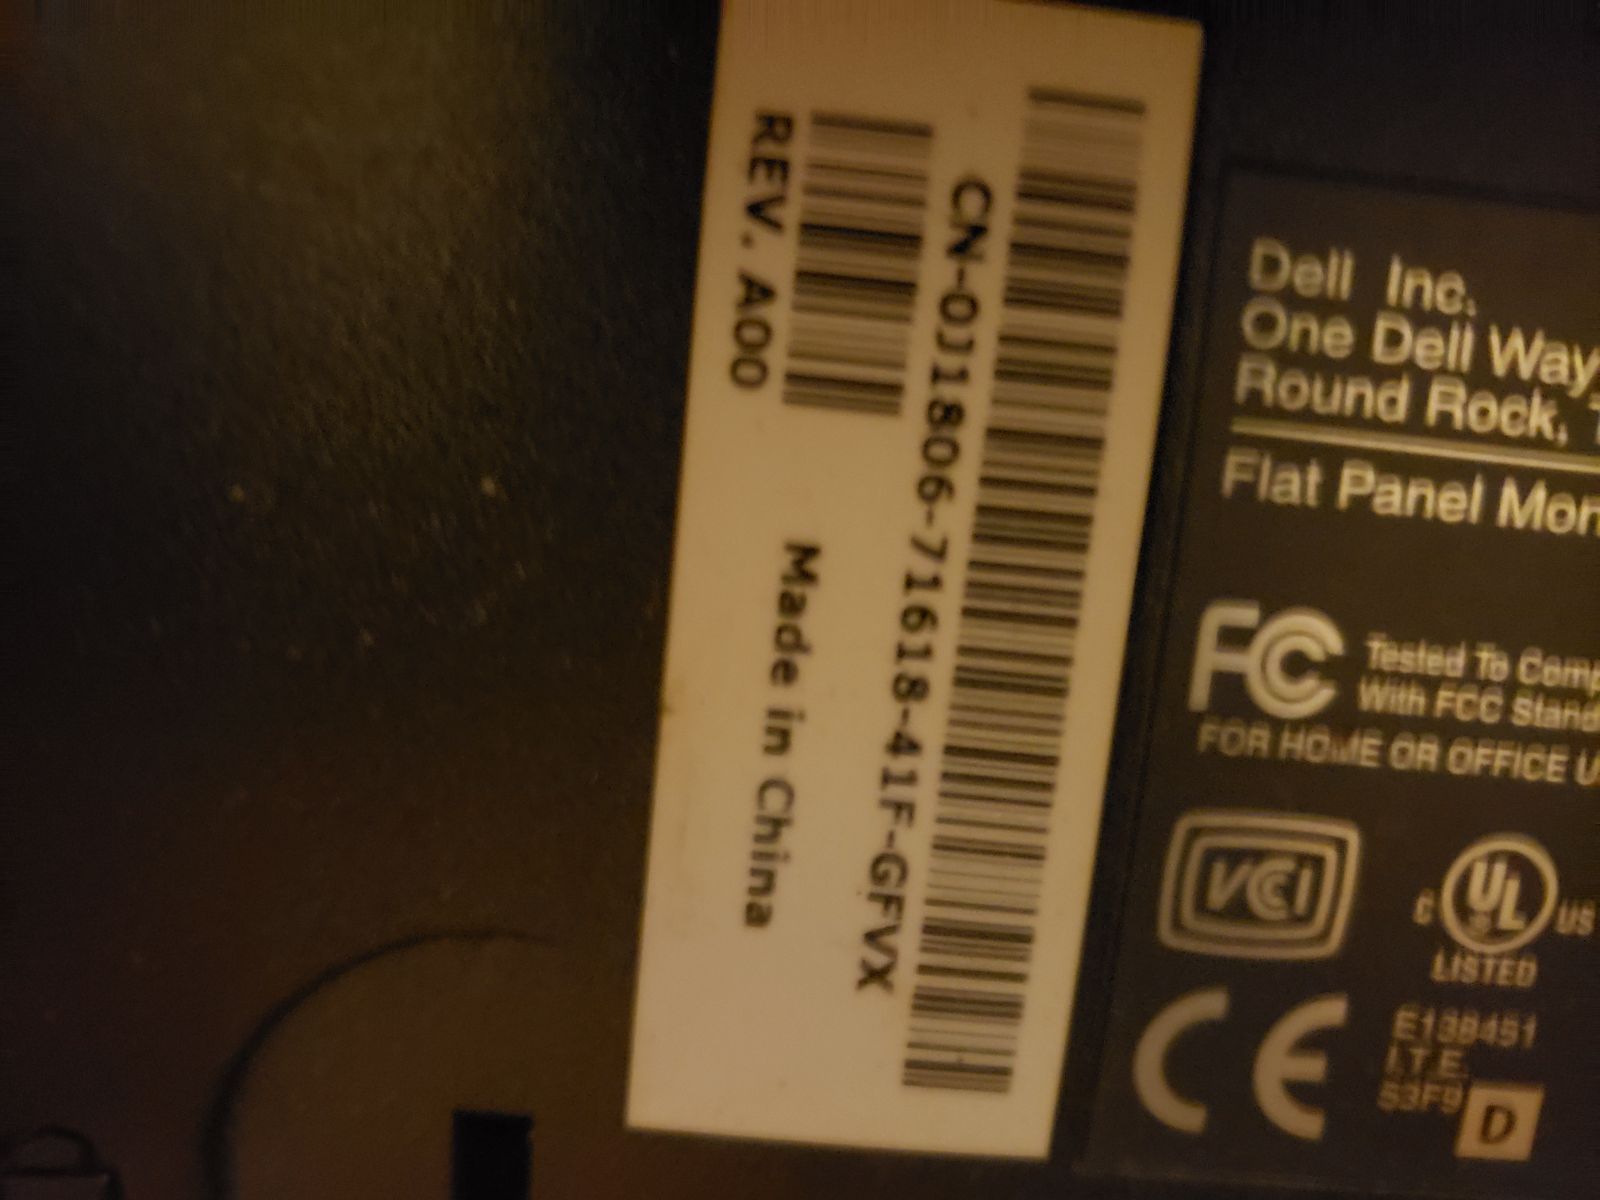 CN-0J1806-71618-41F-GFVX
REV. A00
Made in China
Dell Inc.
One Dell Way
Round Rock,
Flat Panel Mon
FC
Tested To Comp
With FCC Stand
FOR HOME OR OFFICE U
VCCI
C UL US
LISTED
E138451
I.T.E.
53F9
D
CE